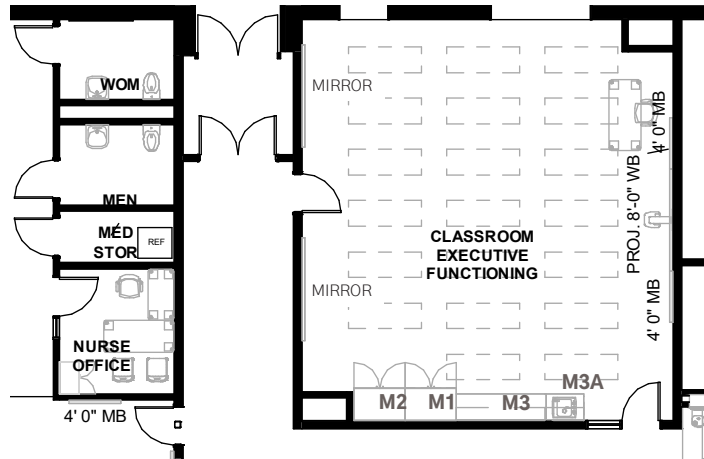 WOM
MEN
MÉD
STOR
REF
NURSE
OFFICE
4' 0" MB
MIRROR
MIRROR
CLASSROOM
EXECUTIVE
FUNCTIONING
4' 0" MB
PROJ. 8'-0" WB
4' 0" MB
M2
M1
M3
M3A